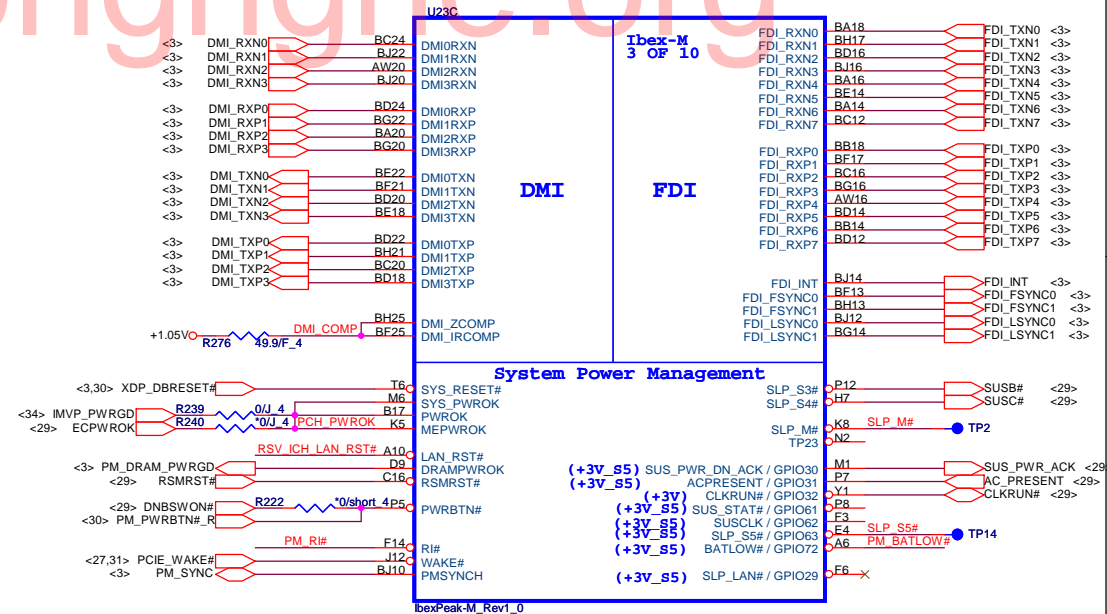 U23C
Ibex-M
3 OF 10
<3> DMI_RXN0 BC24 DMI0RXN
<3> DMI_RXN1 BJ22 DMI1RXN
<3> DMI_RXN2 AW20 DMI2RXN
<3> DMI_RXN3 BJ20 DMI3RXN
<3> DMI_RXP0 BD24 DMI0RXP
<3> DMI_RXP1 BG22 DMI1RXP
<3> DMI_RXP2 BA20 DMI2RXP
<3> DMI_RXP3 BG20 DMI3RXP
<3> DMI_TXN0 BE22 DMI0TXN
<3> DMI_TXN1 BF21 DMI1TXN
<3> DMI_TXN2 BD20 DMI2TXN
<3> DMI_TXN3 BE18 DMI3TXN
<3> DMI_TXP0 BD22 DMI0TXP
<3> DMI_TXP1 BH21 DMI1TXP
<3> DMI_TXP2 BC20 DMI2TXP
<3> DMI_TXP3 BD18 DMI3TXP
BH25 DMI_ZCOMP
+1.05V R276 49.9/F_4 DMI_COMP BF25 DMI_IRCOMP
DMI
FDI
FDI_RXN0 BA18 FDI_TXN0 <3>
FDI_RXN1 BH17 FDI_TXN1 <3>
FDI_RXN2 BD16 FDI_TXN2 <3>
FDI_RXN3 BJ16 FDI_TXN3 <3>
FDI_RXN4 BA16 FDI_TXN4 <3>
FDI_RXN5 BE14 FDI_TXN5 <3>
FDI_RXN6 BA14 FDI_TXN6 <3>
FDI_RXN7 BC12 FDI_TXN7 <3>
FDI_RXP0 BB18 FDI_TXP0 <3>
FDI_RXP1 BF17 FDI_TXP1 <3>
FDI_RXP2 BC16 FDI_TXP2 <3>
FDI_RXP3 BG16 FDI_TXP3 <3>
FDI_RXP4 AW16 FDI_TXP4 <3>
FDI_RXP5 BD14 FDI_TXP5 <3>
FDI_RXP6 BB14 FDI_TXP6 <3>
FDI_RXP7 BD12 FDI_TXP7 <3>
FDI_INT BJ14 FDI_INT <3>
FDI_FSYNC0 BF13 FDI_FSYNC0 <3>
FDI_FSYNC1 BH13 FDI_FSYNC1 <3>
FDI_LSYNC0 BJ12 FDI_LSYNC0 <3>
FDI_LSYNC1 BG14 FDI_LSYNC1 <3>
System Power Management
<3,30> XDP_DBRESET# T6 SYS_RESET#
M6 SYS_PWROK
<34> IMVP_PWRGD R239 0/J_4 B17 PWROK
<29> ECPWROK R240 *0/J_4 PCH_PWROK K5 MEPWROK
RSV_ICH_LAN_RST# A10 LAN_RST#
<3> PM_DRAM_PWRGD D9 DRAMPWROK
<29> RSMRST# C16 RSMRST#
<29> DNBSWON# R222 *0/short_4 P5 PWRBTN#
<30> PM_PWRBTN#_R
PM_RI# F14 RI#
<27,31> PCIE_WAKE# J12 WAKE#
<3> PM_SYNC BJ10 PMSYNCH
SLP_S3# P12 SUSB# <29>
SLP_S4# H7 SUSC# <29>
SLP_M# K8 SLP_M# TP2
TP23 N2
(+3V_S5) SUS_PWR_DN_ACK / GPIO30 M1 SUS_PWR_ACK <29
(+3V_S5) ACPRESENT / GPIO31 P7 AC_PRESENT <29>
(+3V) CLKRUN# / GPIO32 Y1 CLKRUN# <29>
(+3V_S5) SUS_STAT# / GPIO61 P8
(+3V_S5) SUSCLK / GPIO62 F3
(+3V_S5) SLP_S5# / GPIO63 E4 SLP_S5# TP14
(+3V_S5) BATLOW# / GPIO72 A6 PM_BATLOW#
(+3V_S5) SLP_LAN# / GPIO29 F6
IbexPeak-M_Rev1_0